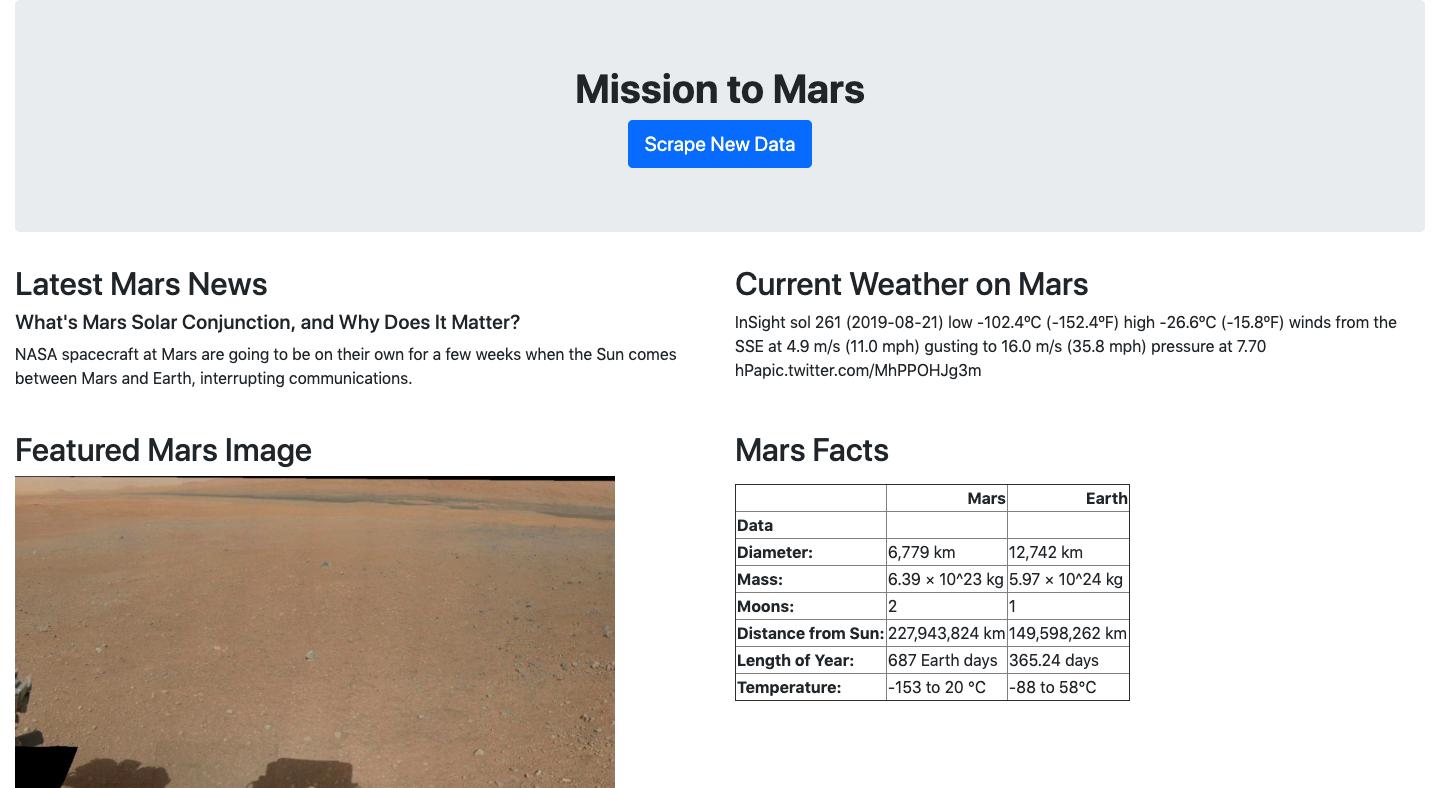 Mission to Mars
Scrape New Data
Latest Mars News
What's Mars Solar Conjunction, and Why Does It Matter?
NASA spacecraft at Mars are going to be on their own for a few weeks when the Sun comes
between Mars and Earth, interrupting communications.
Current Weather on Mars
InSight sol 261 (2019-08-21) low -102.4ºC (-152.4ºF) high -26.6ºC (-15.8ºF) winds from the
SSE at 4.9 m/s (11.0 mph) gusting to 16.0 m/s (35.8 mph) pressure at 7.70
hPapic.twitter.com/MhPPOHJg3m
Featured Mars Image
Mars Facts
Mars Earth
Data
Diameter: 6,779 km 12,742 km
Mass: 6.39 × 10^23 kg 5.97 × 10^24 kg
Moons: 2 1
Distance from Sun: 227,943,824 km 149,598,262 km
Length of Year: 687 Earth days 365.24 days
Temperature: -153 to 20 °C -88 to 58°C